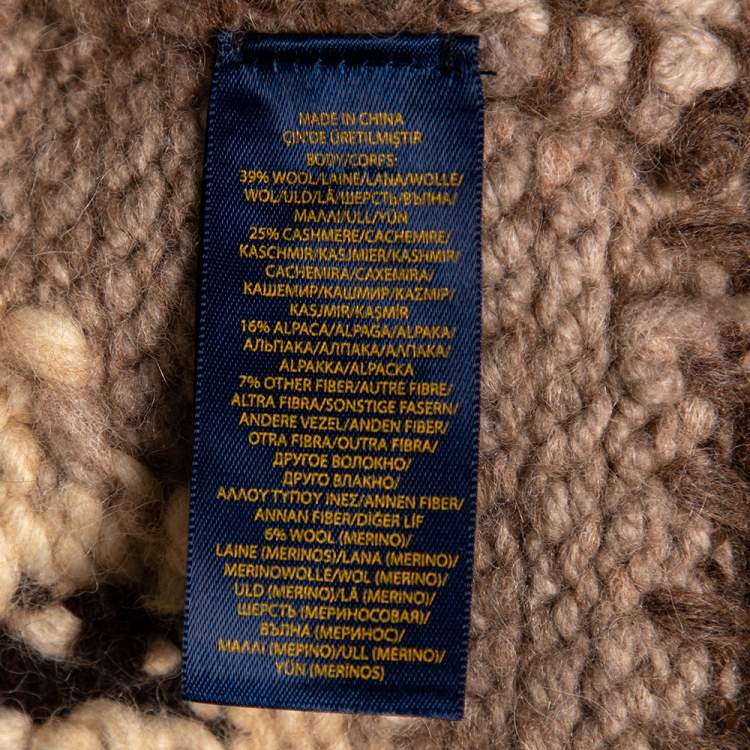 MADE IN CHINA
ÇİN'DE ÜRETİLMİŞTİR
BODY/CORPS:
39% WOOL/LAINE/LANA/WOLLE/
WOL/ULD/LÃ/ШЕРСТЬ/ВЪЛНА/
ΜΑΛΛΙ/ULL/YÜN
25% CASHMERE/CACHEMIRE/
KASCHMIR/KASJMIER/KASHMIR/
CACHEMIRA/CAXEMIRA/
КАШЕМИР/КАШМИР/ΚΑΣΜΙΡ/
KASJMIR/KAŞMİR
16% ALPACA/ALPAGA/ALPAKA/
АЛЬПАКА/АЛПАКА/ΑΛΠΑΚΑ/
ALPAKKA/ALPACKA
7% OTHER FIBER/AUTRE FIBRE/
ALTRA FIBRA/SONSTIGE FASERN/
ANDERE VEZEL/ANDEN FIBER/
OTRA FIBRA/OUTRA FIBRA/
ДРУГОЕ ВОЛОКНО/
ДРУГО ВЛАКНО/
ΑΛΛΟΥ ΤΥΠΟΥ ΙΝΕΣ/ANNEN FIBER/
ANNAN FIBER/DİĞER LİF
6% WOOL (MERINO)/
LAINE (MERINOS)/LANA (MERINO)/
MERINOWOLLE/WOL (MERINO)/
ULD (MERINO)/LÃ (MERINO)/
ШЕРСТЬ (МЕРИНОСОВАЯ)/
ВЪЛНА (МЕРИНОС)/
ΜΑΛΛΙ (ΜΕΡΙΝΟ)/ULL (MERINO)/
YÜN (MERİNOS)